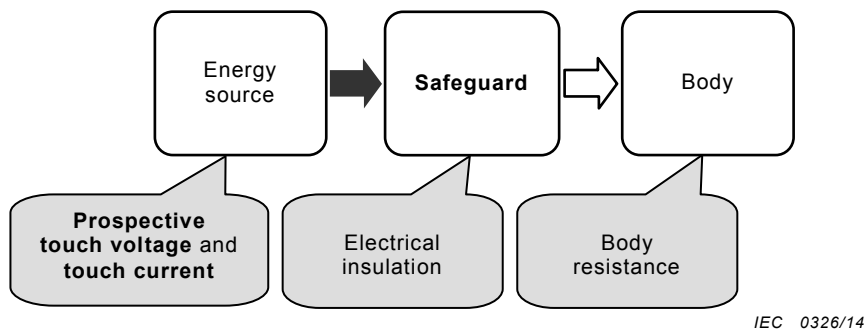 Energy
source
Safeguard
Body
Prospective
touch voltage and
touch current
Electrical
insulation
Body
resistance
IEC 0326/14